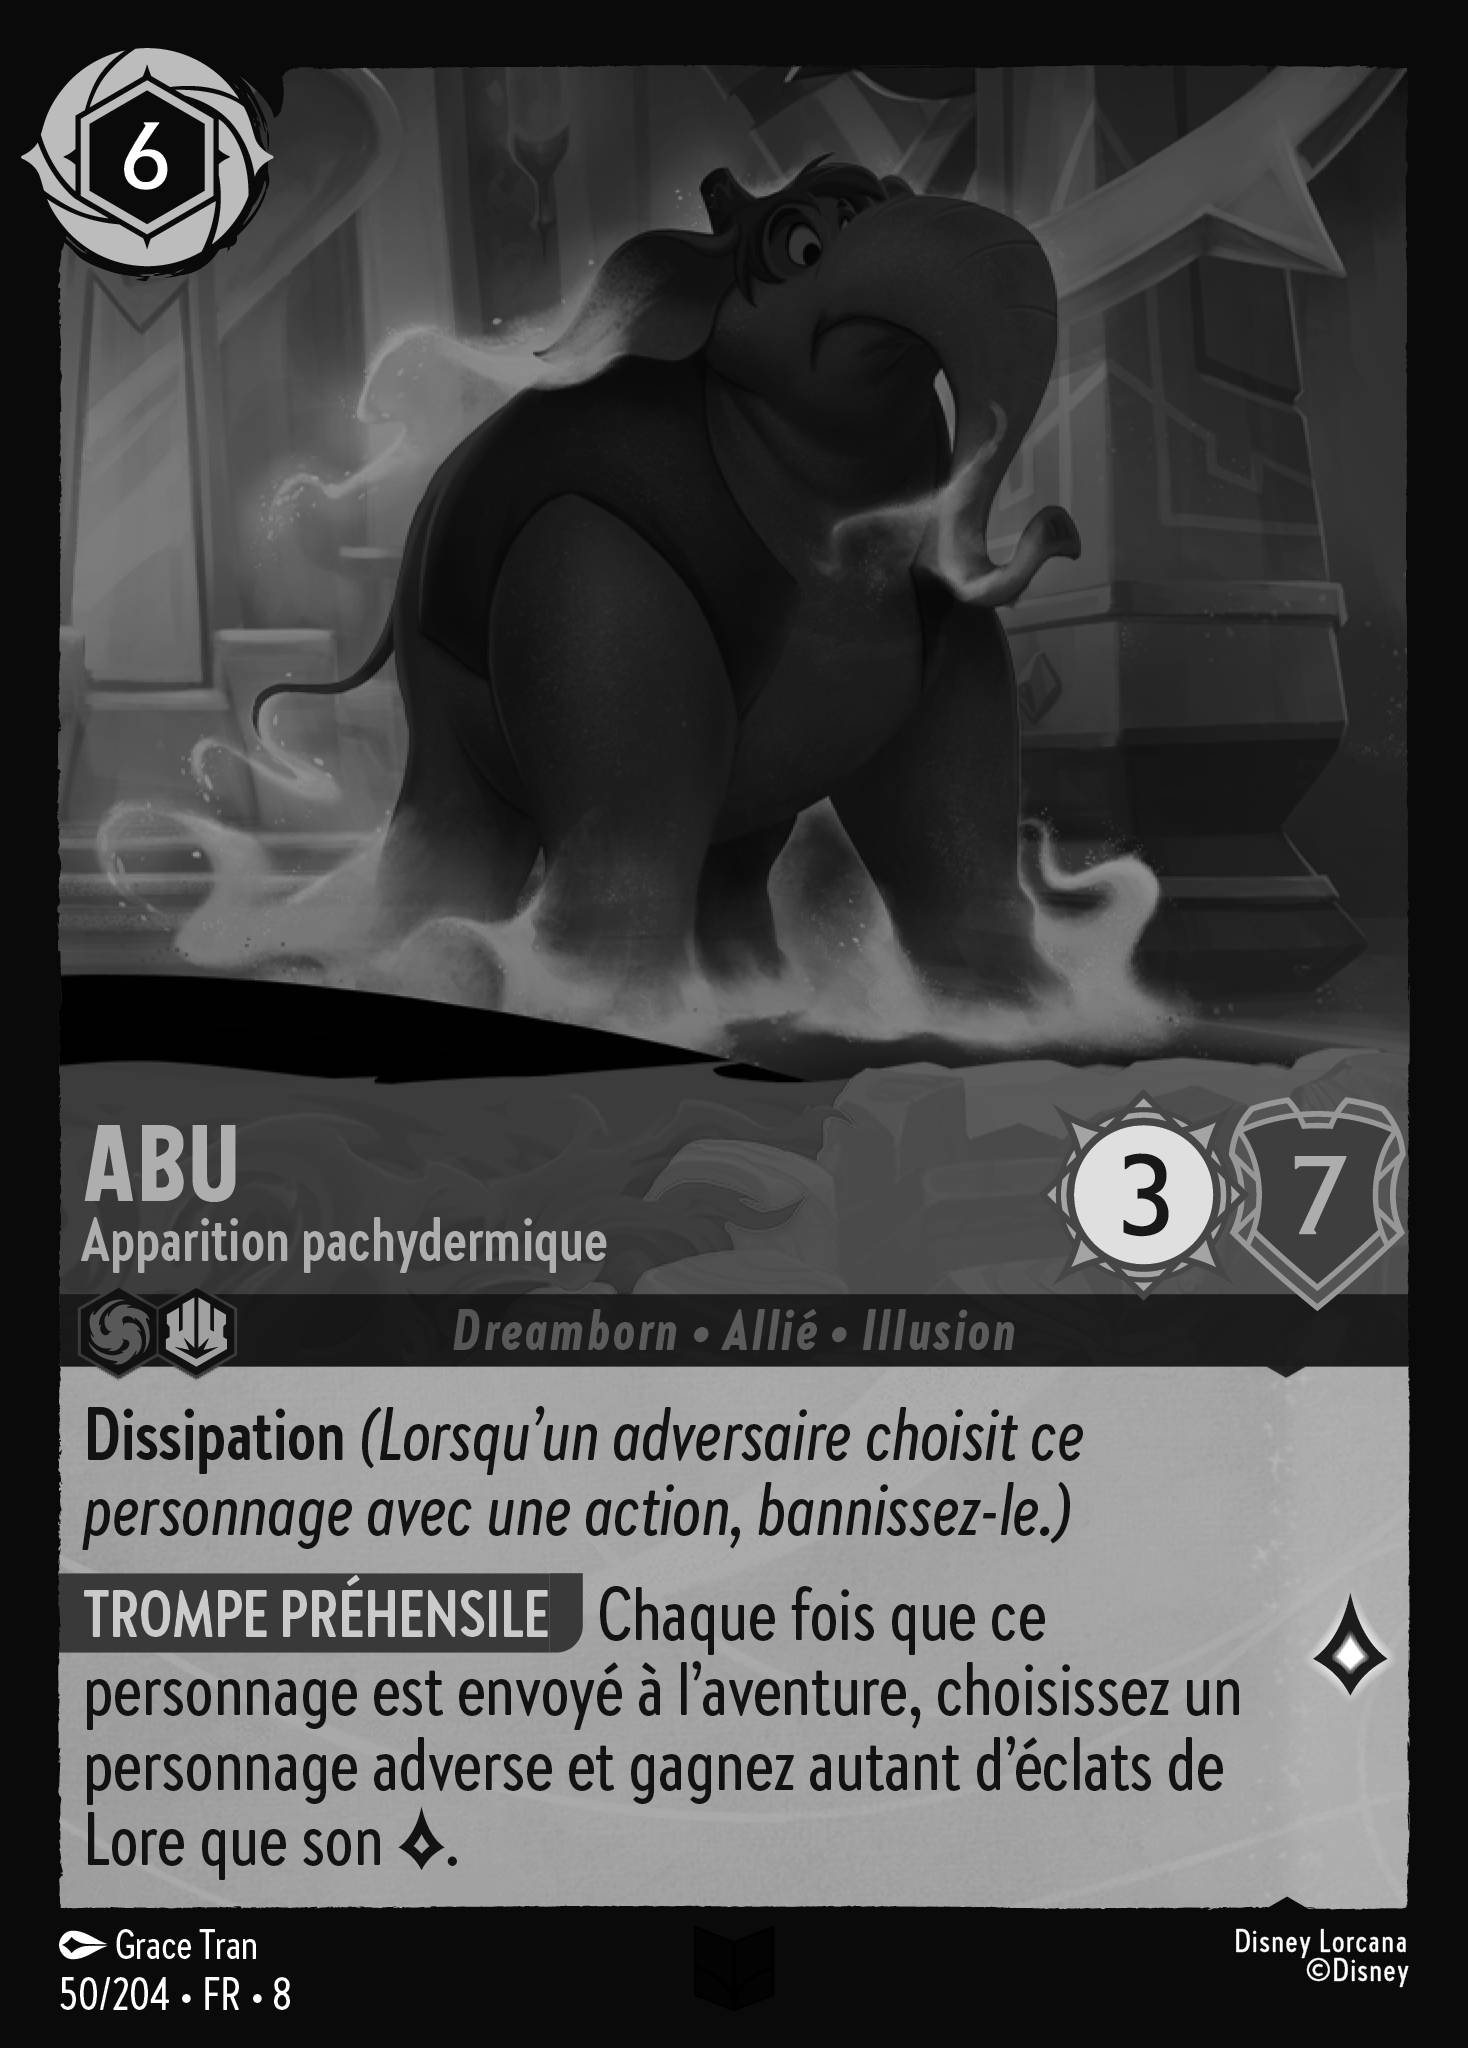 6
ABU
Apparition pachydermique
3
7
Dreamborn • Allié • Illusion
Dissipation (Lorsqu’un adversaire choisit ce
personnage avec une action, bannissez-le.)
TROMPE PRÉHENSILE Chaque fois que ce
personnage est envoyé à l’aventure, choisissez un
personnage adverse et gagnez autant d’éclats de
Lore que son .
Grace Tran
50/204 • FR • 8
Disney Lorcana
©Disney